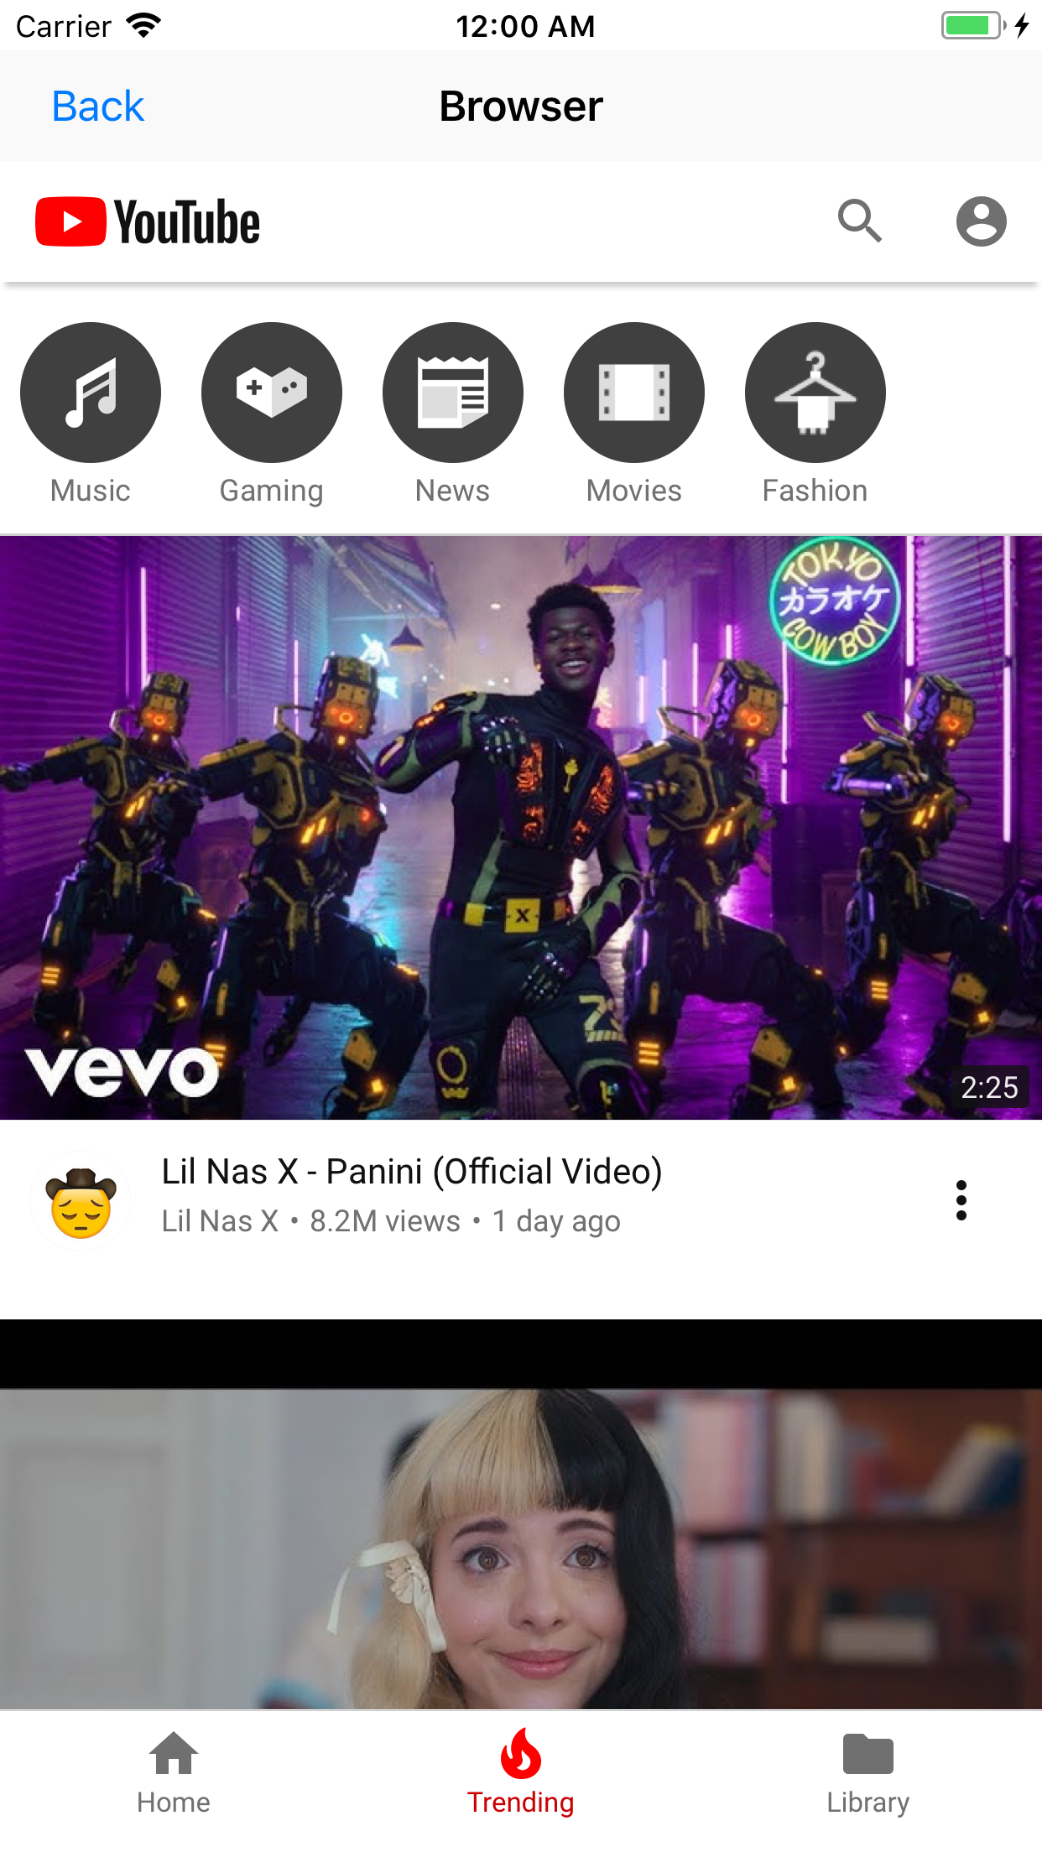 Carrier 12:00 AM
Back Browser
YouTube
Music Gaming News Movies Fashion
TOKYO
カラオケ
COWBOY
X
vevo
2:25
Lil Nas X - Panini (Official Video)
Lil Nas X • 8.2M views • 1 day ago
Home Trending Library